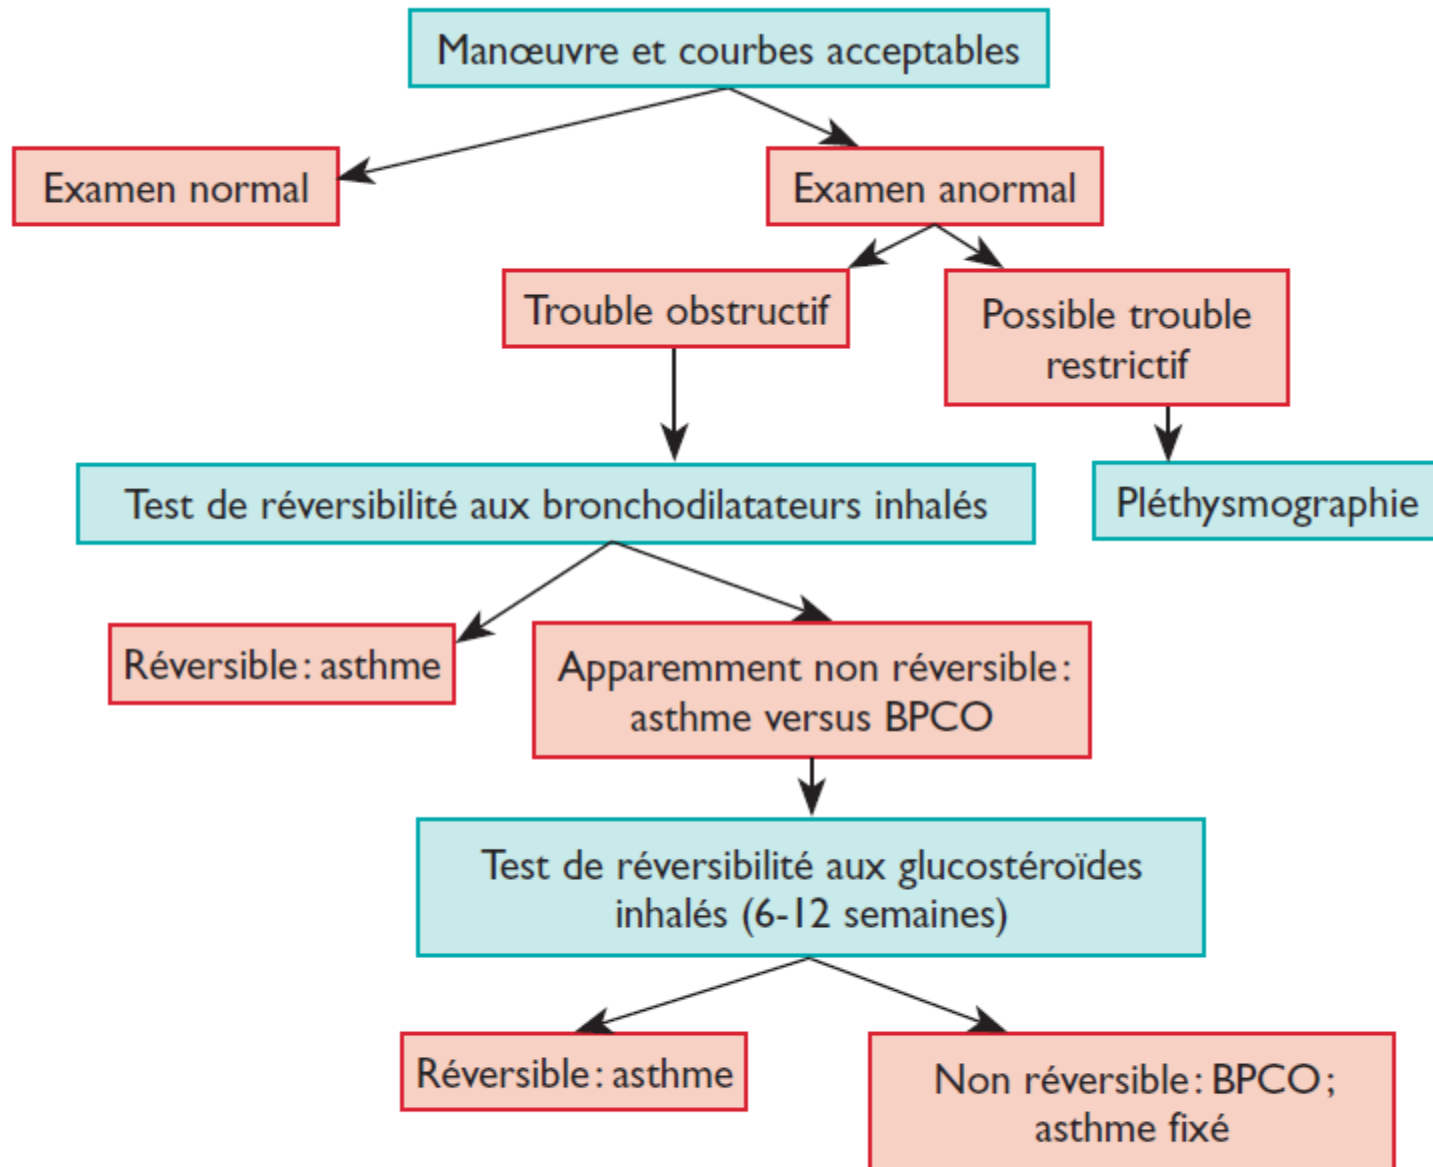 Manœuvre et courbes acceptables
Examen normal
Examen anormal
Trouble obstructif
Possible trouble
restrictif
Test de réversibilité aux bronchodilatateurs inhalés
Pléthysmographie
Réversible : asthme
Apparemment non réversible :
asthme versus BPCO
Test de réversibilité aux glucostéroïdes
inhalés (6-12 semaines)
Réversible : asthme
Non réversible : BPCO ;
asthme fixé